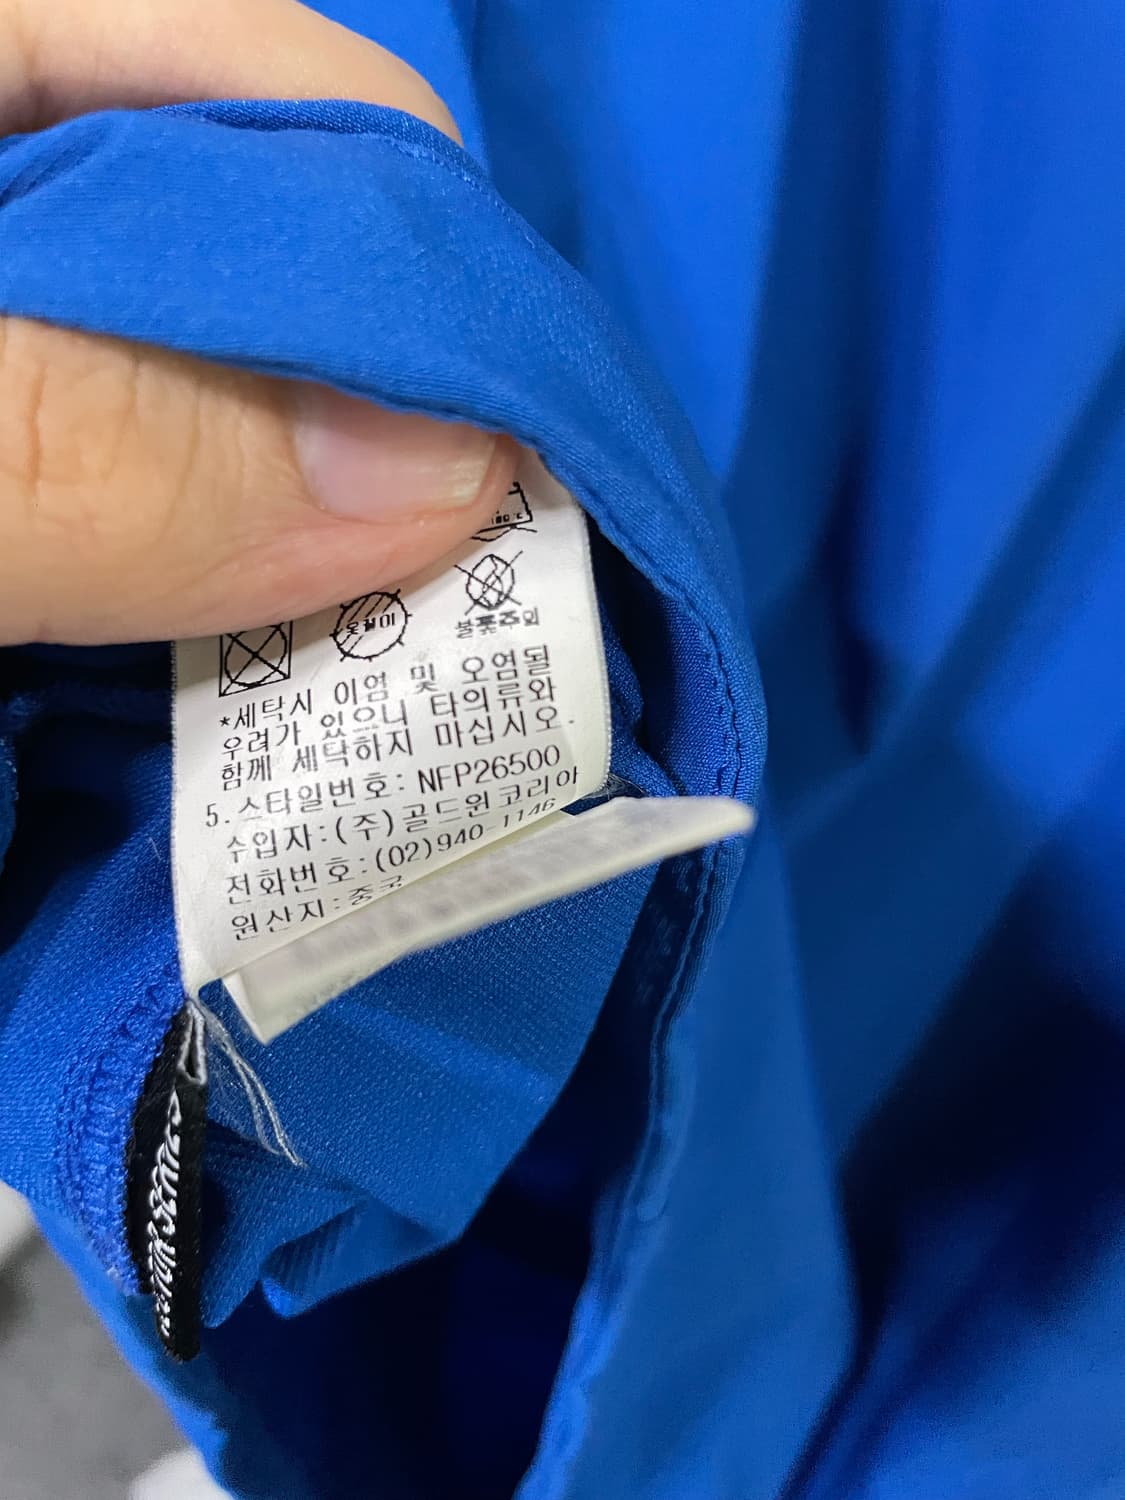 180℃
옷걸이
불꽃주의
*세탁시 이염 및 오염될
우려가 있으니 타의류와
함께 세탁하지 마십시오.
5.스타일번호:NFP26500
수입자:(주)골드윈코리아
전화번호:(02)940-1146
원산지:중국